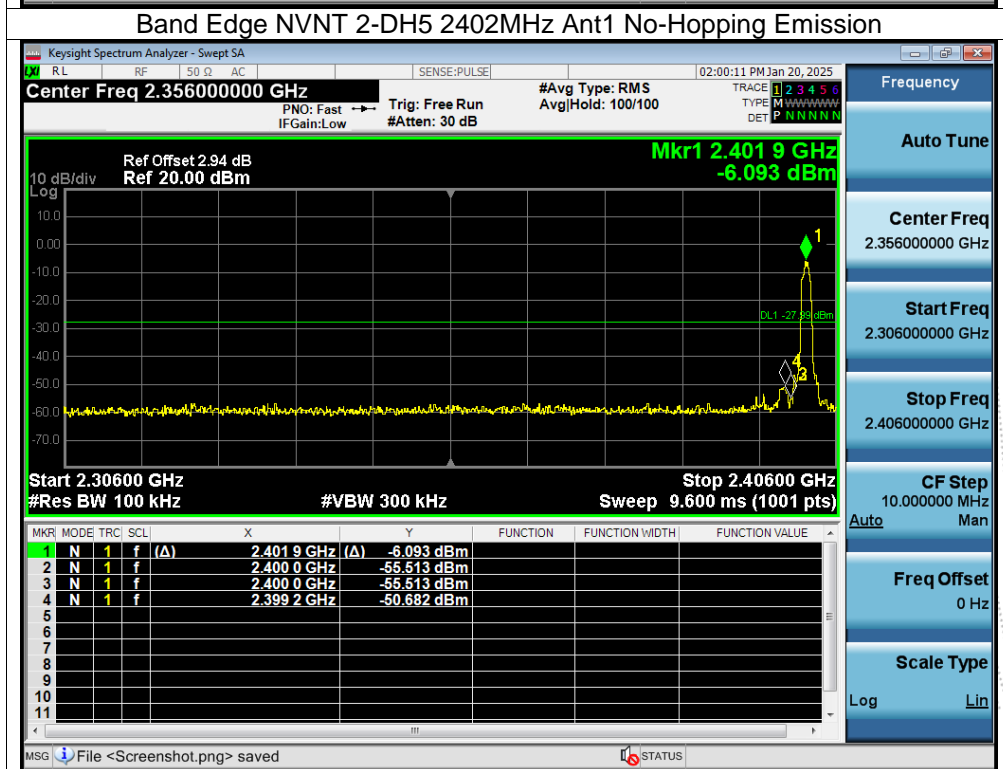 Band Edge NVNT 2-DH5 2402MHz Ant1 No-Hopping Emission
Keysight Spectrum Analyzer - Swept SA
LXI RL RF 50 Ω AC SENSE:PULSE 02:00:11 PM Jan 20, 2025
Center Freq 2.356000000 GHz #Avg Type: RMS TRACE 1 2 3 4 5 6
PNO: Fast Trig: Free Run Avg|Hold: 100/100 TYPE M WWWWW
IFGain:Low #Atten: 30 dB DET P N N N N N
Mkr1 2.401 9 GHz
Ref Offset 2.94 dB
-6.093 dBm
10 dB/div Ref 20.00 dBm
Log
10.0
1
0.00
-10.0
-20.0
DL1 -27.99 dBm
-30.0
-40.0
4
3
-50.0
-60.0
-70.0
Start 2.30600 GHz Stop 2.40600 GHz
#Res BW 100 kHz #VBW 300 kHz Sweep 9.600 ms (1001 pts)
MKR MODE TRC SCL X Y FUNCTION FUNCTION WIDTH FUNCTION VALUE
1 N 1 f (Δ) 2.401 9 GHz (Δ) -6.093 dBm
2 N 1 f 2.400 0 GHz -55.513 dBm
3 N 1 f 2.400 0 GHz -55.513 dBm
4 N 1 f 2.399 2 GHz -50.682 dBm
5
6
7
8
9
10
11
MSG File <Screenshot.png> saved STATUS
Frequency
Auto Tune
Center Freq
2.356000000 GHz
Start Freq
2.306000000 GHz
Stop Freq
2.406000000 GHz
CF Step
10.000000 MHz
Auto Man
Freq Offset
0 Hz
Scale Type
Log Lin